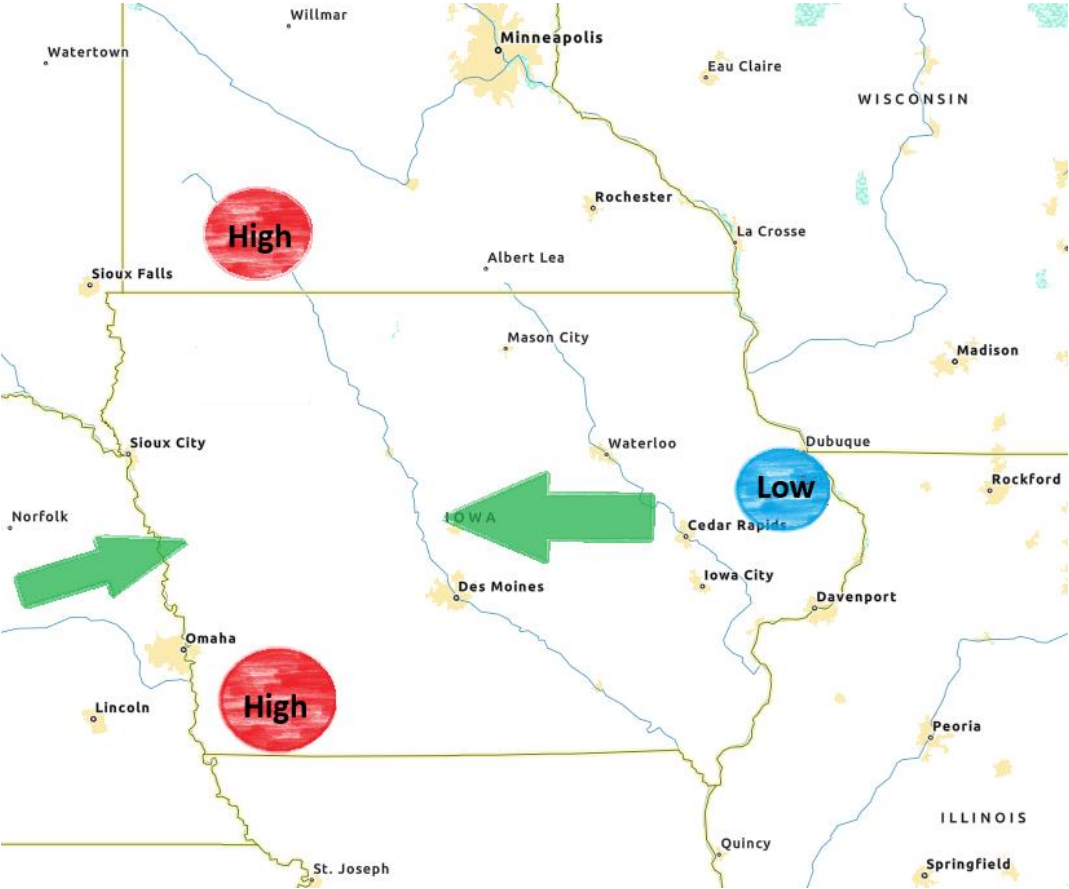 Willmar
Minneapolis
Watertown
Eau Claire
WISCONSIN
Rochester
La Crosse
High
Albert Lea
Sioux Falls
Mason City
Madison
Sioux City
Waterloo
Dubuque
Rockford
Low
Norfolk
IOWA
Cedar Rapids
Iowa City
Des Moines
Davenport
Omaha
Lincoln
High
Peoria
ILLINOIS
Quincy
Springfield
St. Joseph